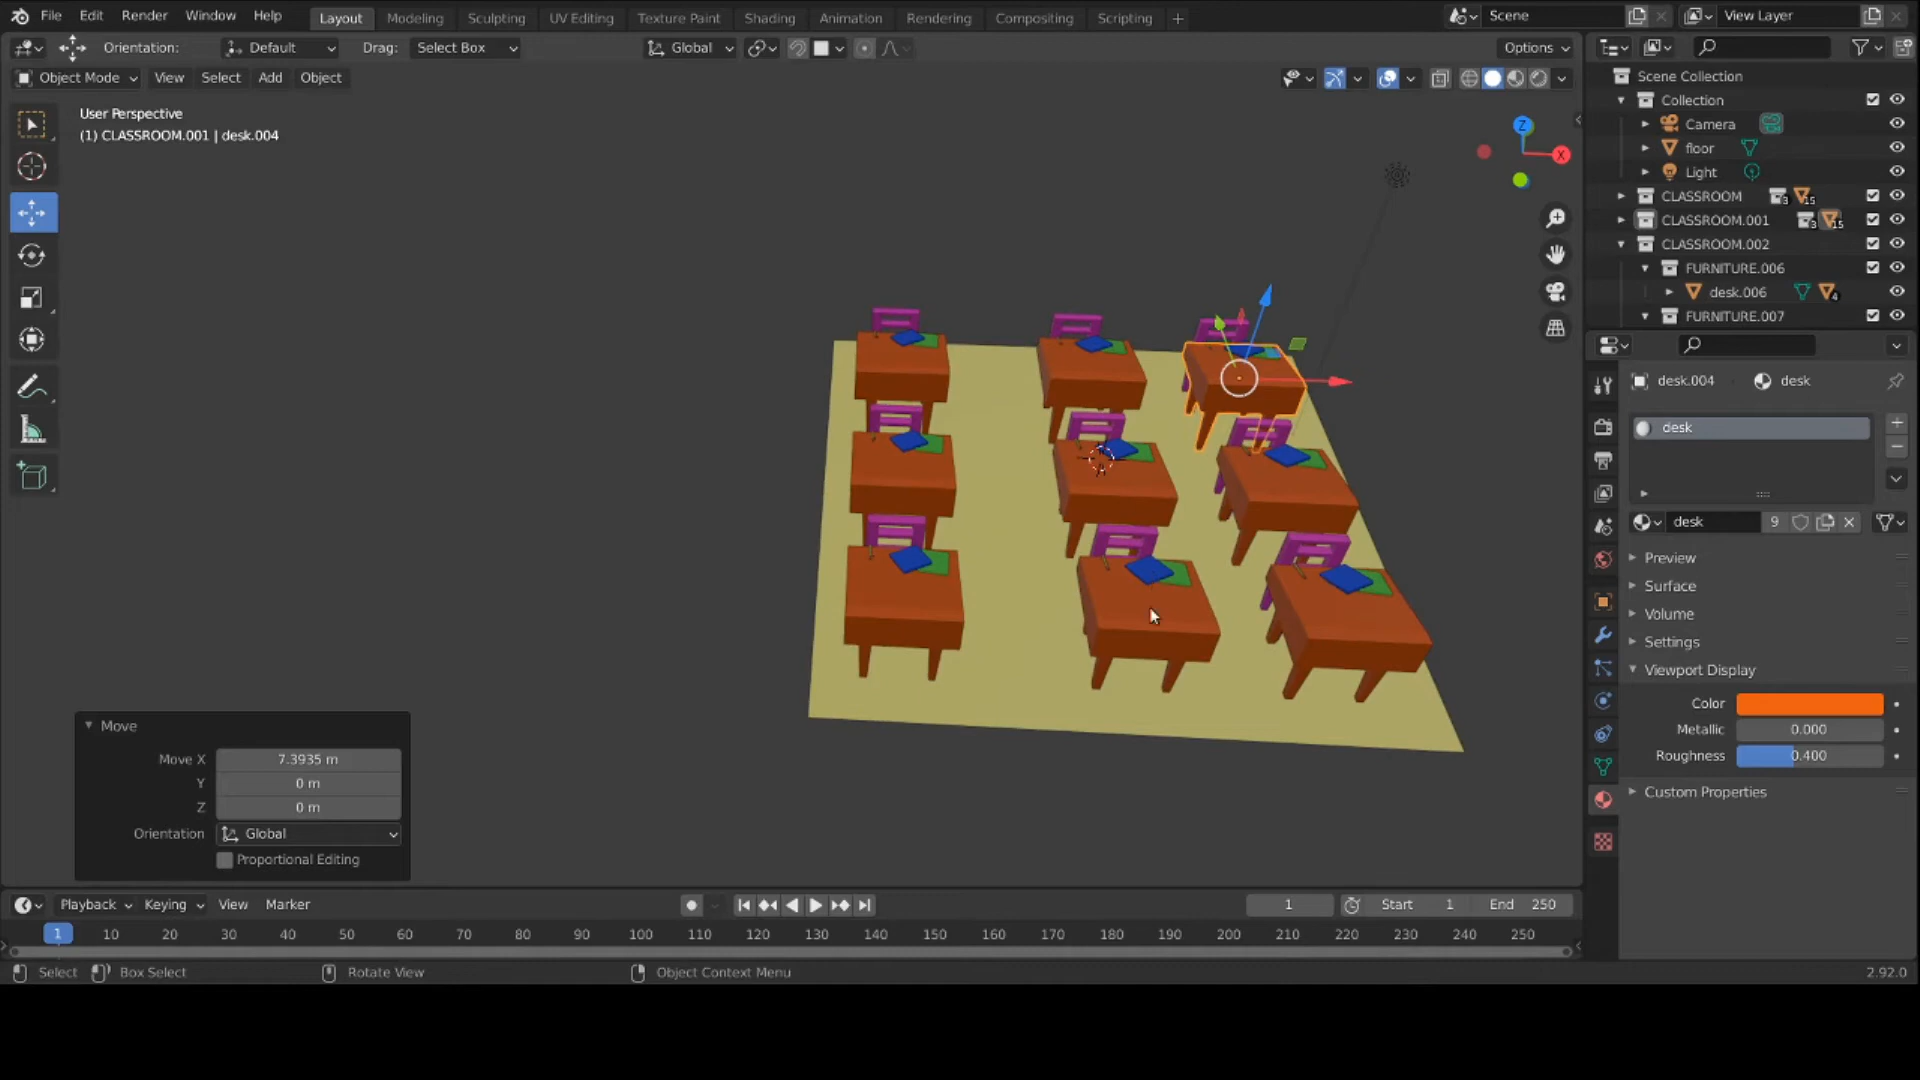 File Edit Render Window Help Layout Modeling Sculpting UV Editing Texture Paint Shading Animation Rendering Compositing Scripting + Scene View Layer
Orientation: Default Drag: Select Box Global Options
Object Mode View Select Add Object
User Perspective
(1) CLASSROOM.001 | desk.004
Z
X
Scene Collection
Collection
Camera
floor
Light
CLASSROOM 3 15
CLASSROOM.001 3 15
CLASSROOM.002
FURNITURE.006
desk.006 4
FURNITURE.007
desk.004 desk
desk
desk 9
Preview
Surface
Volume
Settings
Viewport Display
Color
Metallic 0.000
Roughness 0.400
Custom Properties
Move
Move X 7.3935 m
Y 0 m
Z 0 m
Orientation Global
Proportional Editing
Playback Keying View Marker 1 Start 1 End 250
1 10 20 30 40 50 60 70 80 90 100 110 120 130 140 150 160 170 180 190 200 210 220 230 240 250
Select Box Select Rotate View Object Context Menu 2.92.0